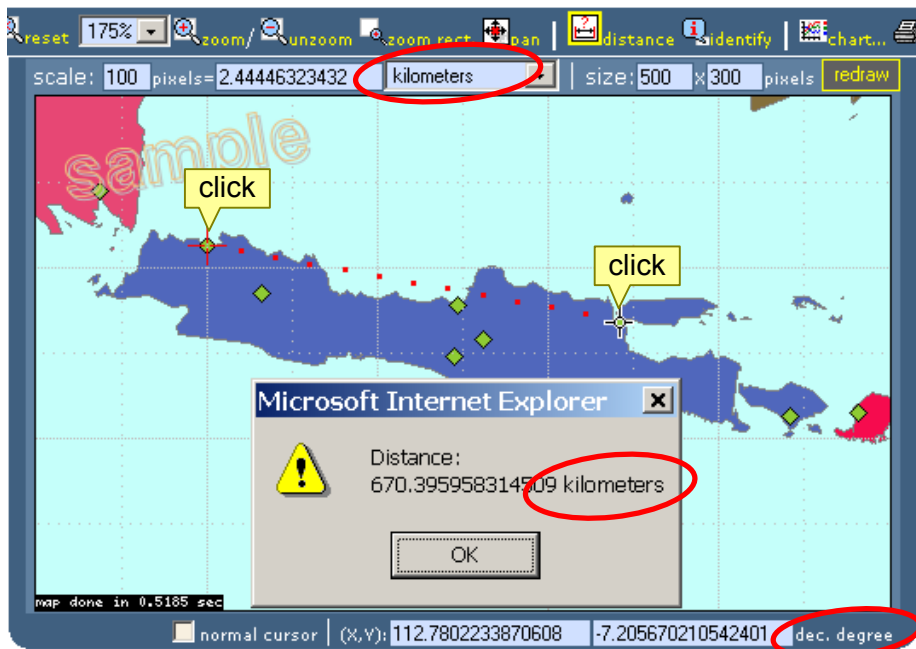 reset 175% zoom/ unzoom zoom rect pan | distance identify | chart...
scale: 100 pixels= 2.44446323432 kilometers | size: 500 x 300 pixels redraw
sample
click
click
Microsoft Internet Explorer
Distance:
670.395958314509 kilometers
OK
map done in 0.5185 sec
normal cursor | (X,Y): 112.7802233870608 -7.205670210542401 dec. degree